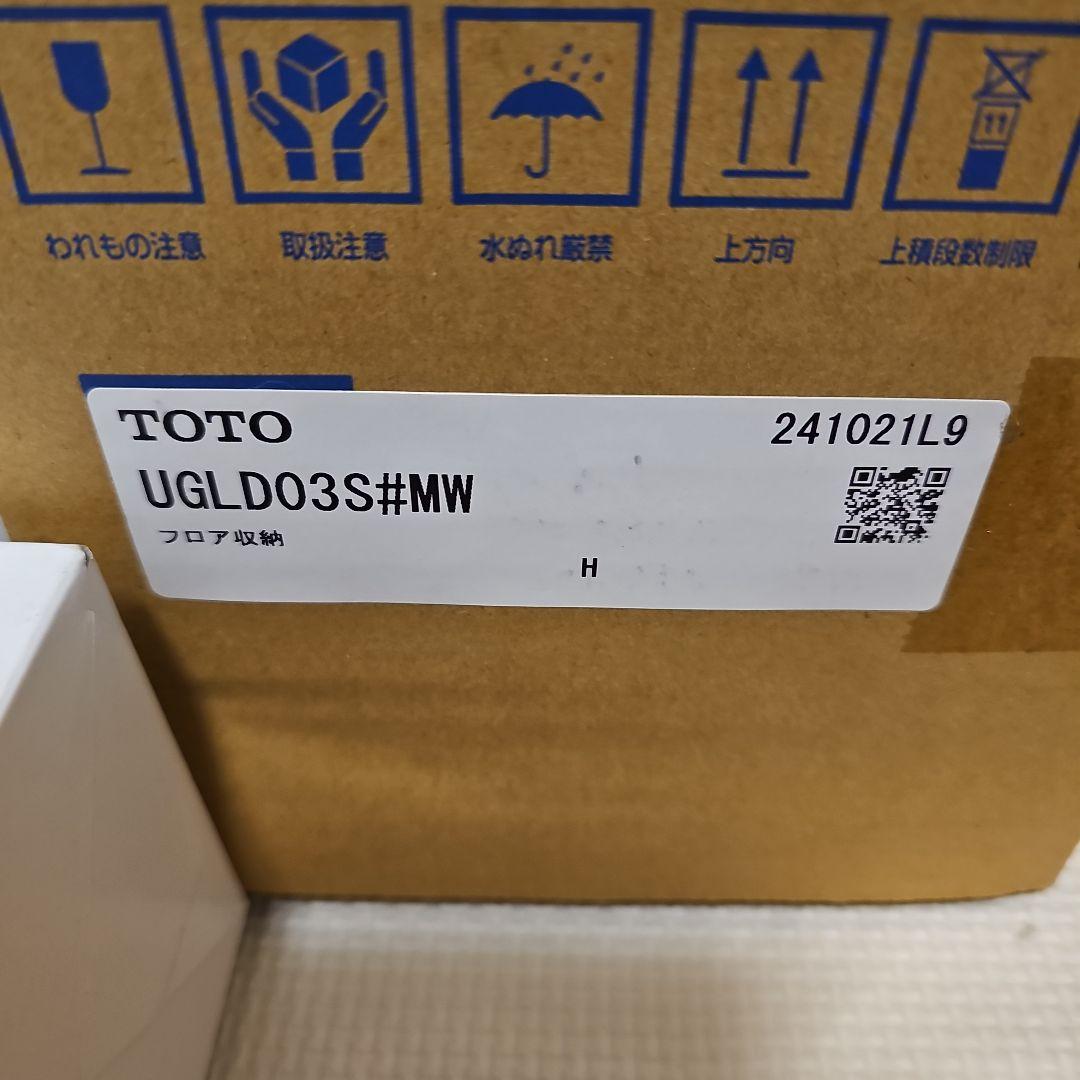 われもの注意 取扱注意 水ぬれ厳禁 上方向 上積段数制限
TOTO 241021L9
UGLD03S#MW
フロア収納
H